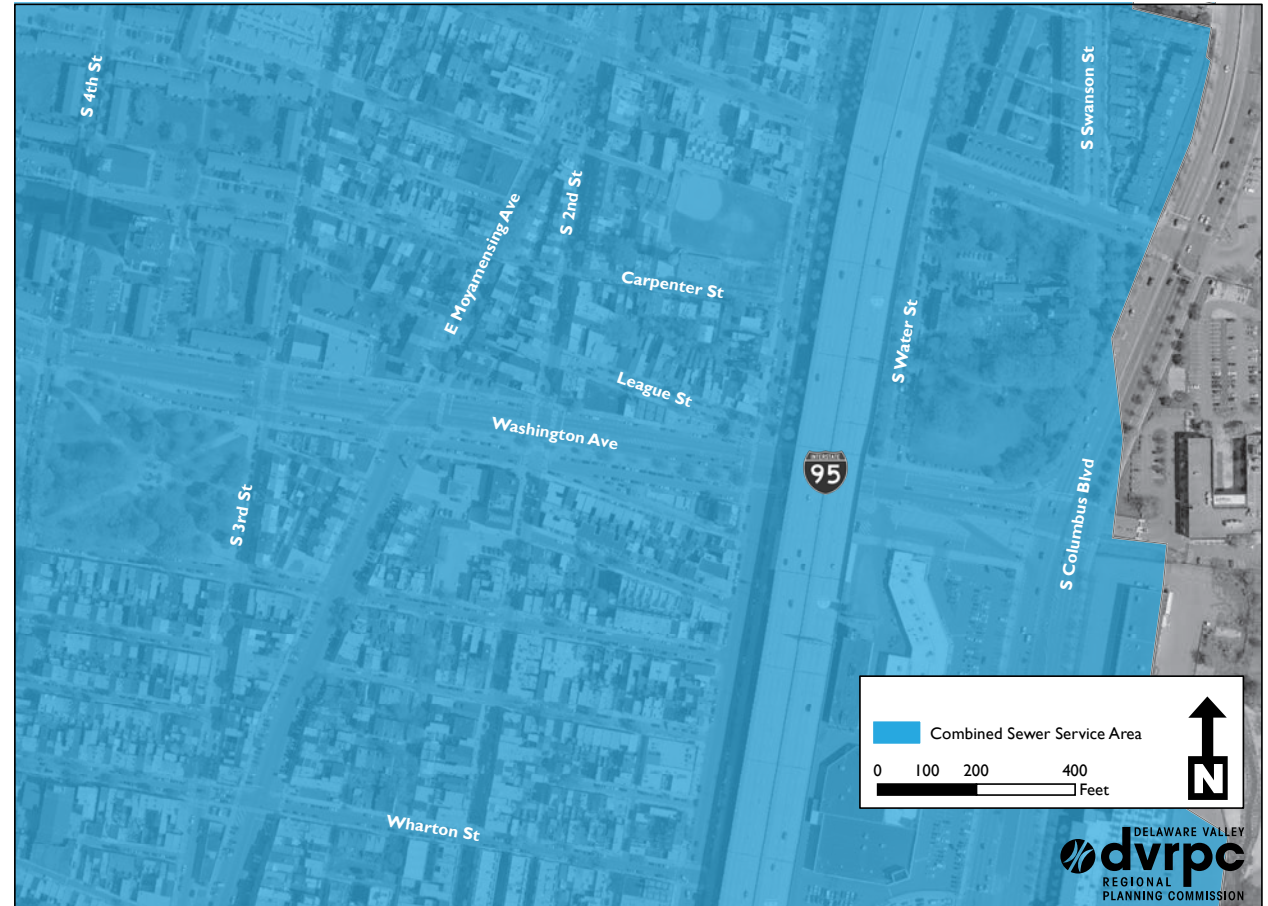 S 4th St
S Swanson St
S 2nd St
E Moyamensing Ave
Carpenter St
S Water St
League St
Washington Ave
INTERSTATE
95
S 3rd St
S Columbus Blvd
Combined Sewer Service Area
0 100 200 400
Feet
N
Wharton St
DELAWARE VALLEY
dvrpc
REGIONAL
PLANNING COMMISSION